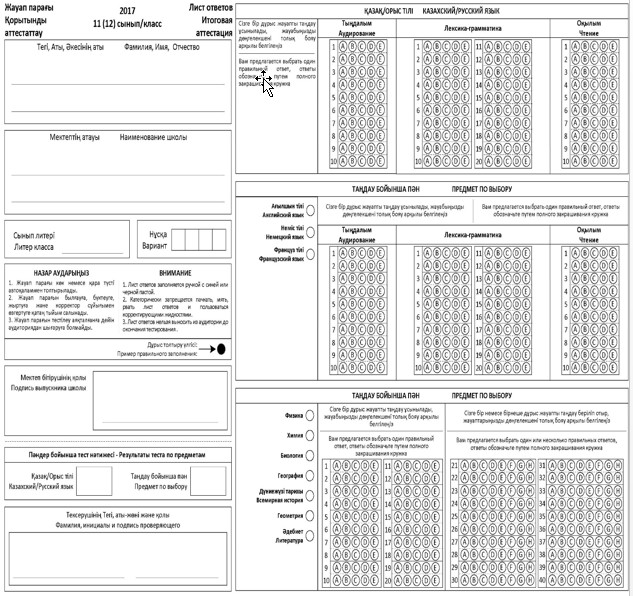 Жауап парағы
Қорытынды
аттестаттау
2017
11 (12) сынып/класс
Лист ответов
Итоговая
аттестация
Тегі, Аты, Әкесінің аты Фамилия, Имя, Отчество
Мектептің атауы Наименование школы
Сынып литері
Литер класса
Нұсқа
Вариант
НАЗАР АУДАРЫҢЫЗ
1. Жауап парағы көк немесе қара түсті автоқаламмен толтырылады.
2. Жауап парағын былғауға, бүктеуге, жыртуға және корректор сұйығымен өзгертуге қатаң тыйым салынады.
3. Жауап парағын тестілеу аяқталғанға дейін аудиториядан шығаруға болмайды.
ВНИМАНИЕ
1. Лист ответов заполняется ручкой с синей или черной пастой.
2. Категорически запрещается пачкать, мять, рвать лист ответов и пользоваться корректирующими жидкостями.
3. Лист ответов нельзя выносить из аудитории до окончания тестирования.
Дұрыс толтыру үлгісі:
Пример правильного заполнения:
Мектеп бітірушінің қолы
Подпись выпускника школы
Пәндер бойынша тест нәтижесі - Результаты теста по предметам
Қазақ/Орыс тілі
Казахский/Русский язык
Таңдау бойынша пән
Предмет по выбору
Тексерушінің Тегі, аты-жөні және қолы
Фамилия, инициалы и подпись проверяющего
ҚАЗАҚ/ОРЫС ТІЛІ КАЗАХСКИЙ/РУССКИЙ ЯЗЫК
Сізге бір дұрыс жауапты таңдау ұсынылады, жауабыңызды дөңгелекшені толық бояу арқылы белгілеңіз
Вам предлагается выбрать один правильный ответ, ответы обозначьте путем полного закрашивания кружка
Тыңдалым
Аудирование
Лексика-грамматика
Оқылым
Чтение
1 A B C D E 1 A B C D E 11 A B C D E 1 A B C D E
2 A B C D E 2 A B C D E 12 A B C D E 2 A B C D E
3 A B C D E 3 A B C D E 13 A B C D E 3 A B C D E
4 A B C D E 4 A B C D E 14 A B C D E 4 A B C D E
5 A B C D E 5 A B C D E 15 A B C D E 5 A B C D E
6 A B C D E 6 A B C D E 16 A B C D E 6 A B C D E
7 A B C D E 7 A B C D E 17 A B C D E 7 A B C D E
8 A B C D E 8 A B C D E 18 A B C D E 8 A B C D E
9 A B C D E 9 A B C D E 19 A B C D E 9 A B C D E
10 A B C D E 10 A B C D E 20 A B C D E 10 A B C D E
ТАҢДАУ БОЙЫНША ПӘН ПРЕДМЕТ ПО ВЫБОРУ
Ағылшын тілі
Английский язык
Неміс тілі
Немецкий язык
Француз тілі
Французский язык
Сізге бір дұрыс жауапты таңдау ұсынылады, жауабыңызды
дөңгелекшені толық бояу арқылы белгілеңіз
Вам предлагается выбрать один правильный ответ, ответы
обозначьте путем полного закрашивания кружка
Тыңдалым
Аудирование
Лексика-грамматика
Оқылым
Чтение
1 A B C D E 1 A B C D E 11 A B C D E 1 A B C D E
2 A B C D E 2 A B C D E 12 A B C D E 2 A B C D E
3 A B C D E 3 A B C D E 13 A B C D E 3 A B C D E
4 A B C D E 4 A B C D E 14 A B C D E 4 A B C D E
5 A B C D E 5 A B C D E 15 A B C D E 5 A B C D E
6 A B C D E 6 A B C D E 16 A B C D E 6 A B C D E
7 A B C D E 7 A B C D E 17 A B C D E 7 A B C D E
8 A B C D E 8 A B C D E 18 A B C D E 8 A B C D E
9 A B C D E 9 A B C D E 19 A B C D E 9 A B C D E
10 A B C D E 10 A B C D E 20 A B C D E 10 A B C D E
ТАҢДАУ БОЙЫНША ПӘН ПРЕДМЕТ ПО ВЫБОРУ
Физика
Химия
Биология
География
Дүниежүзі тарихы
Всемирная история
Геометрия
Әдебиет
Литература
Сізге бір дұрыс жауапты таңдау ұсынылады,
жауабыңызды дөңгелекшені толық бояу арқылы
белгілеңіз
Вам предлагается выбрать один правильный
ответ, ответы обозначьте путем полного
закрашивания кружка
Сізге бір немесе бірнеше дұрыс жауапты таңдау беріліп отыр,
жауаптарыңызды дөңгелекшені толық бояу арқылы белгілеңіз
Вам предлагается выбрать один или несколько правильных ответов,
ответы обозначьте путем полного закрашивания кружка
1 A B C D E 11 A B C D E 21 A B C D E F G H 31 A B C D E F G H
2 A B C D E 12 A B C D E 22 A B C D E F G H 32 A B C D E F G H
3 A B C D E 13 A B C D E 23 A B C D E F G H 33 A B C D E F G H
4 A B C D E 14 A B C D E 24 A B C D E F G H 34 A B C D E F G H
5 A B C D E 15 A B C D E 25 A B C D E F G H 35 A B C D E F G H
6 A B C D E 16 A B C D E 26 A B C D E F G H 36 A B C D E F G H
7 A B C D E 17 A B C D E 27 A B C D E F G H 37 A B C D E F G H
8 A B C D E 18 A B C D E 28 A B C D E F G H 38 A B C D E F G H
9 A B C D E 19 A B C D E 29 A B C D E F G H 39 A B C D E F G H
10 A B C D E 20 A B C D E 30 A B C D E F G H 40 A B C D E F G H